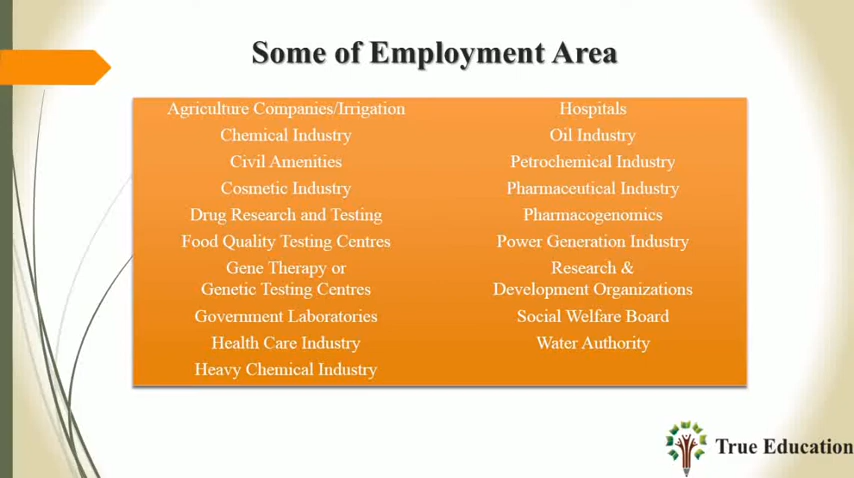 Some of Employment Area
Agriculture Companies/Irrigation
Chemical Industry
Civil Amenities
Cosmetic Industry
Drug Research and Testing
Food Quality Testing Centres
Gene Therapy or
Genetic Testing Centres
Government Laboratories
Health Care Industry
Heavy Chemical Industry
Hospitals
Oil Industry
Petrochemical Industry
Pharmaceutical Industry
Pharmacogenomics
Power Generation Industry
Research &
Development Organizations
Social Welfare Board
Water Authority
True Education